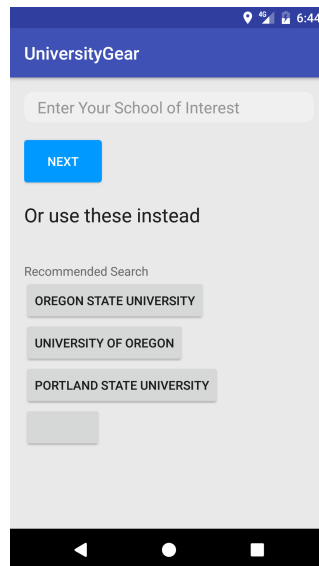 4G 6:44
UniversityGear
Enter Your School of Interest
NEXT
Or use these instead
Recommended Search
OREGON STATE UNIVERSITY
UNIVERSITY OF OREGON
PORTLAND STATE UNIVERSITY